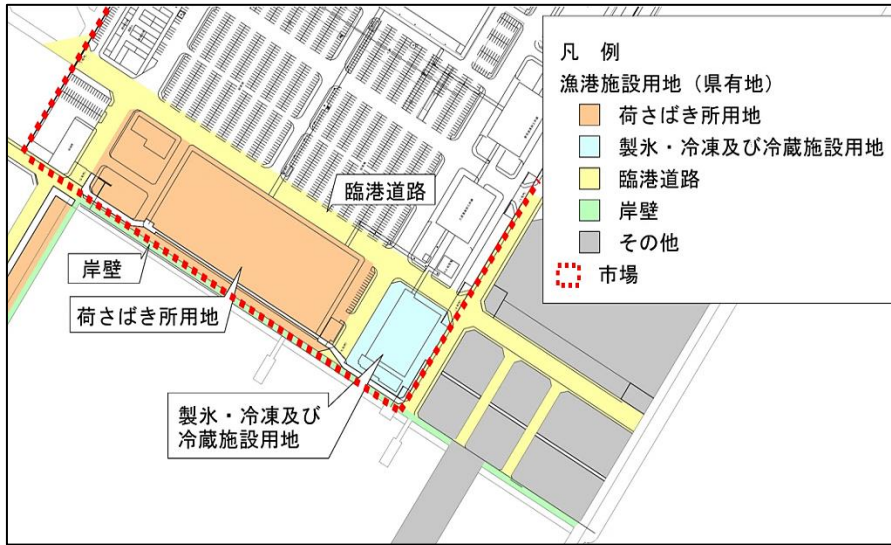 凡 例
漁港施設用地（県有地）
荷さばき所用地
製氷・冷凍及び冷蔵施設用地
臨港道路
岸壁
その他
市場
臨港道路
岸壁
荷さばき所用地
製氷・冷凍及び
冷蔵施設用地